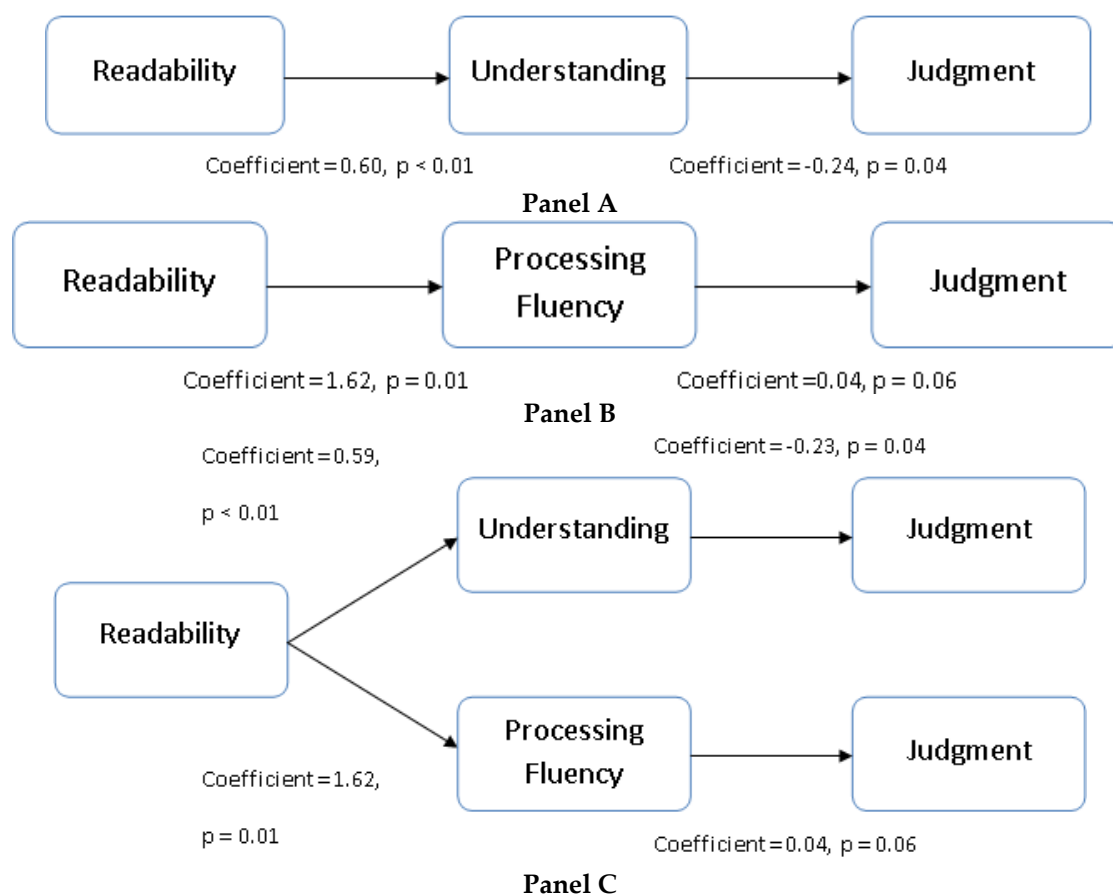 Readability
Understanding
Judgment
Coefficient=0.60, p < 0.01
Coefficient=-0.24, p = 0.04
Panel A
Readability
Processing
Fluency
Judgment
Coefficient=1.62, p = 0.01
Coefficient=0.04, p = 0.06
Panel B
Coefficient=0.59,
p < 0.01
Coefficient=-0.23, p = 0.04
Understanding
Judgment
Readability
Processing
Fluency
Judgment
Coefficient=1.62,
p = 0.01
Coefficient=0.04, p = 0.06
Panel C